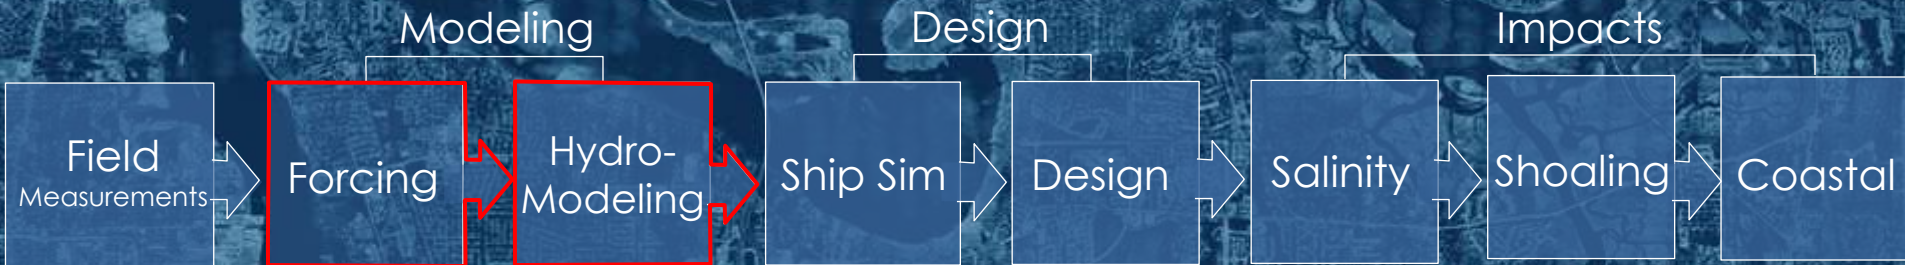 Modeling
Design
Impacts
Field
Measurements
Forcing
Hydro-
Modeling
Ship Sim
Design
Salinity
Shoaling
Coastal